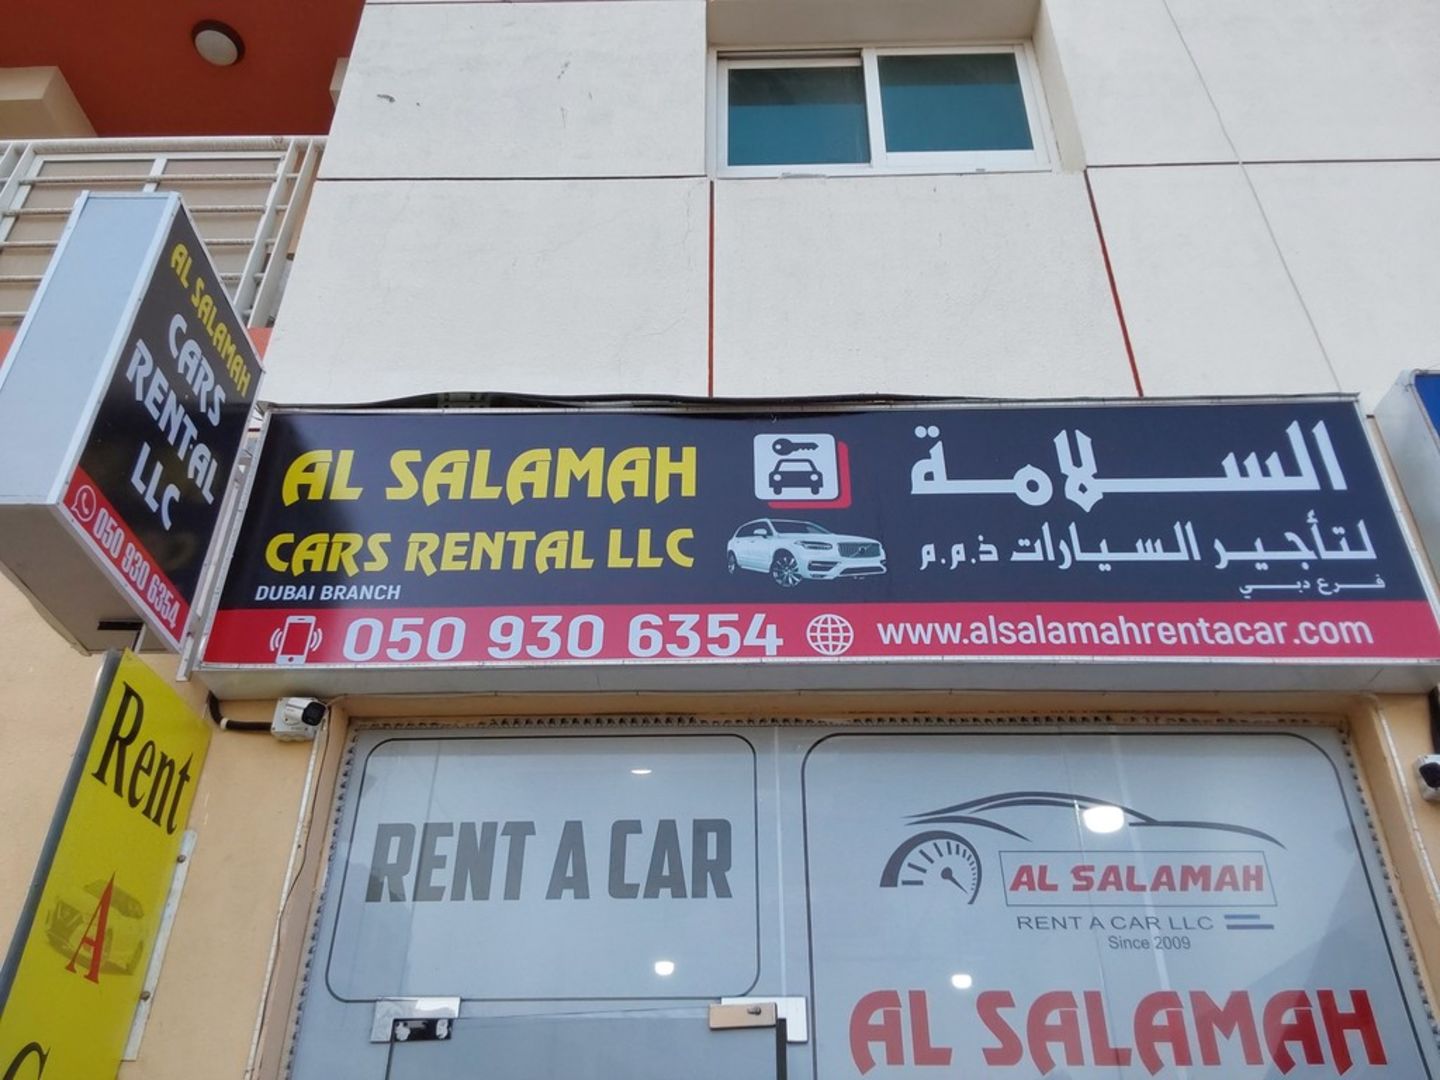 AL SALAMAH
CARS
RENTAL
LLC
050 930 6354
AL SALAMAH
CARS RENTAL LLC
DUBAI BRANCH
السلامة
لتأجير السيارات ذ.م.م
فرع دبي
050 930 6354
www.alsalamahrentacar.com
Rent
A
RENT A CAR
AL SALAMAH
RENT A CAR LLC
Since 2009
AL SALAMAH